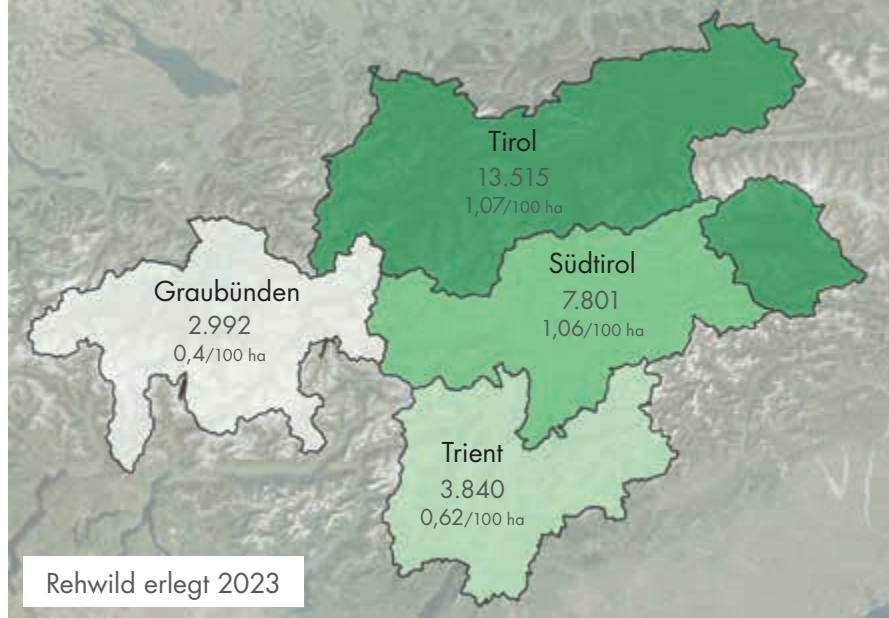 Tirol
13.515
1,07/100 ha
Südtirol
7.801
1,06/100 ha
Graubünden
2.992
0,4/100 ha
Trient
3.840
0,62/100 ha
Rehwild erlegt 2023